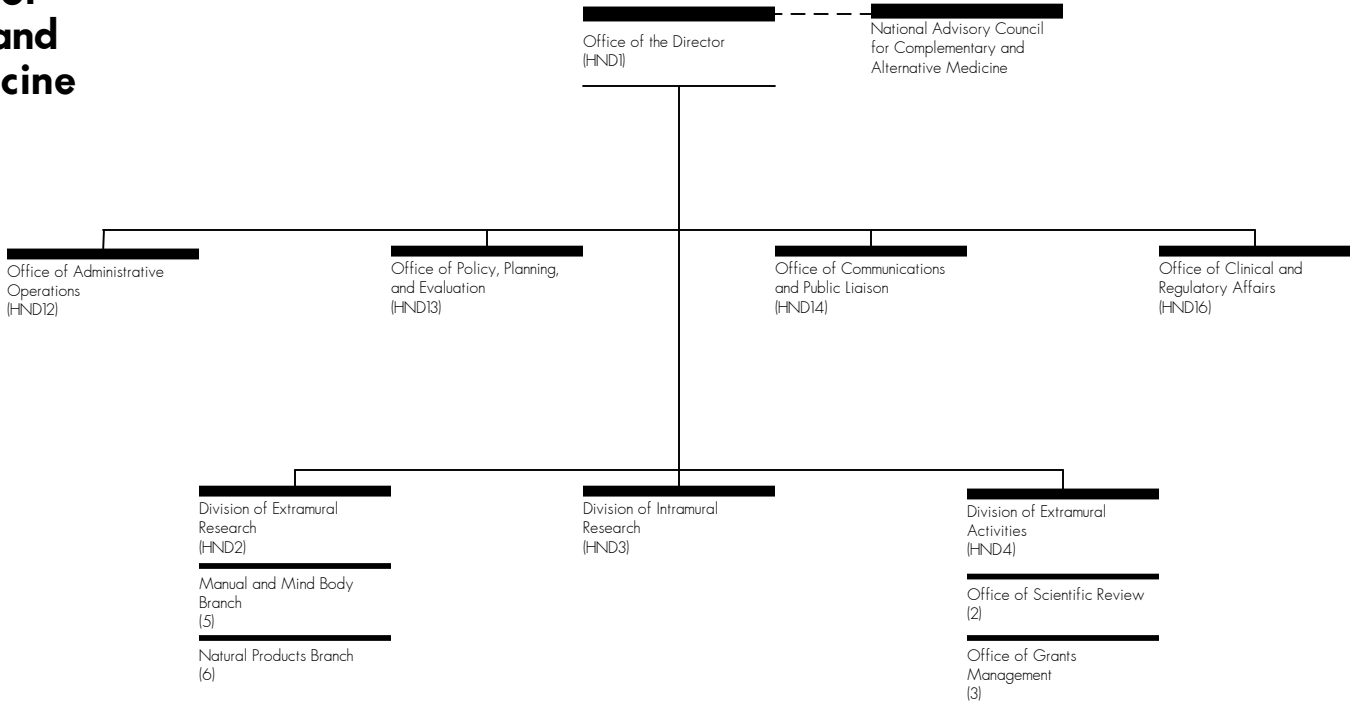 and
cicine
Office of the Director
(HND1)
National Advisory Council
for Complementary and
Alternative Medicine
Office of Administrative
Operations
(HND12)
Office of Policy, Planning,
and Evaluation
(HND13)
Office of Communications
and Public Liaison
(HND14)
Office of Clinical and
Regulatory Affairs
(HND16)
Division of Extramural
Research
(HND2)
Manual and Mind Body
Branch
(5)
Natural Products Branch
(6)
Division of Intramural
Research
(HND3)
Division of Extramural
Activities
(HND4)
Office of Scientific Review
(2)
Office of Grants
Management
(3)